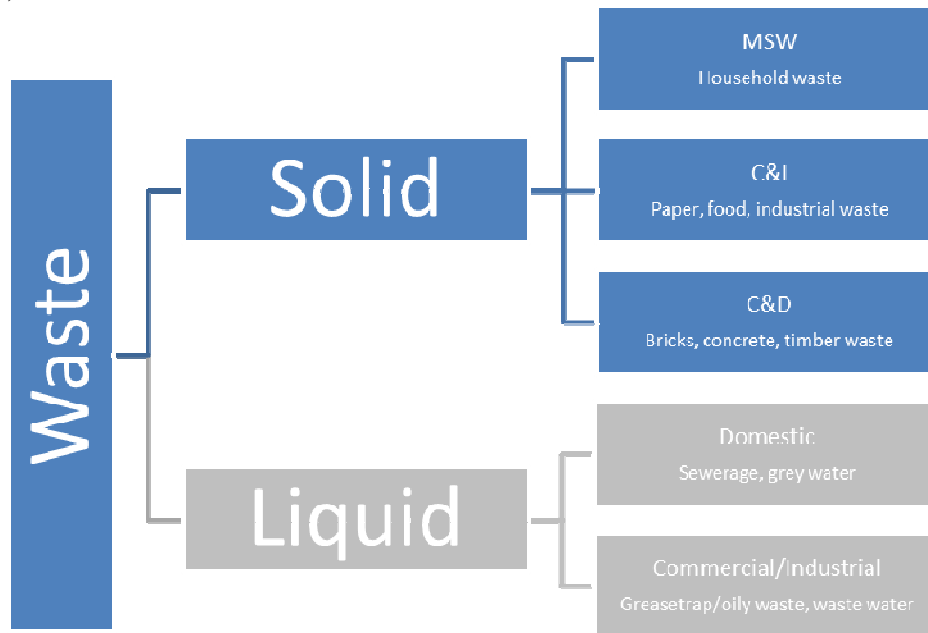 Waste
Solid
MSW
Household waste
C&I
Paper, food, industrial waste
C&D
Bricks, concrete, timber waste
Liquid
Domestic
Sewerage, grey water
Commercial/Industrial
Greasetrap/oily waste, waste water